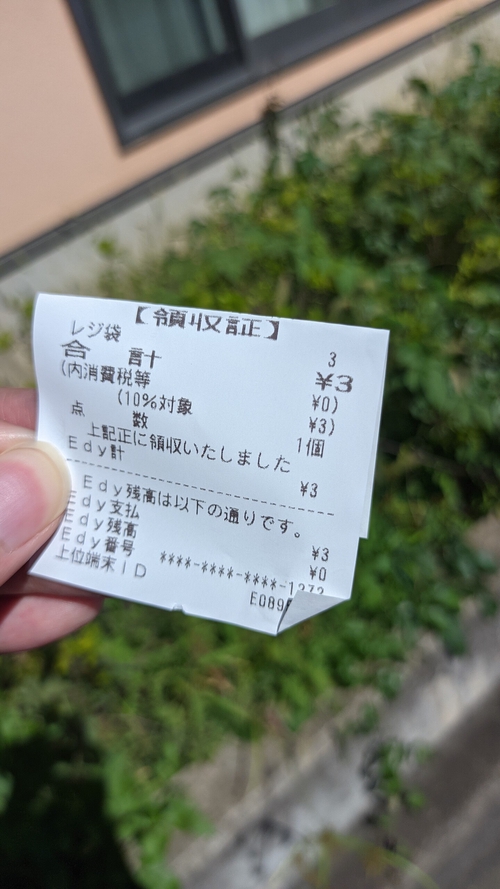 【領収証】
レジ袋 3
合 計 ¥3
(内消費税等 ¥0)
(10%対象 ¥3)
点 数 1個
上記正に領収いたしました
Edy計 ¥3
Edy残高は以下の通りです。
Edy支払 ¥3
Edy残高 ¥0
Edy番号 ****-****-****-1272
上位端末ID E089